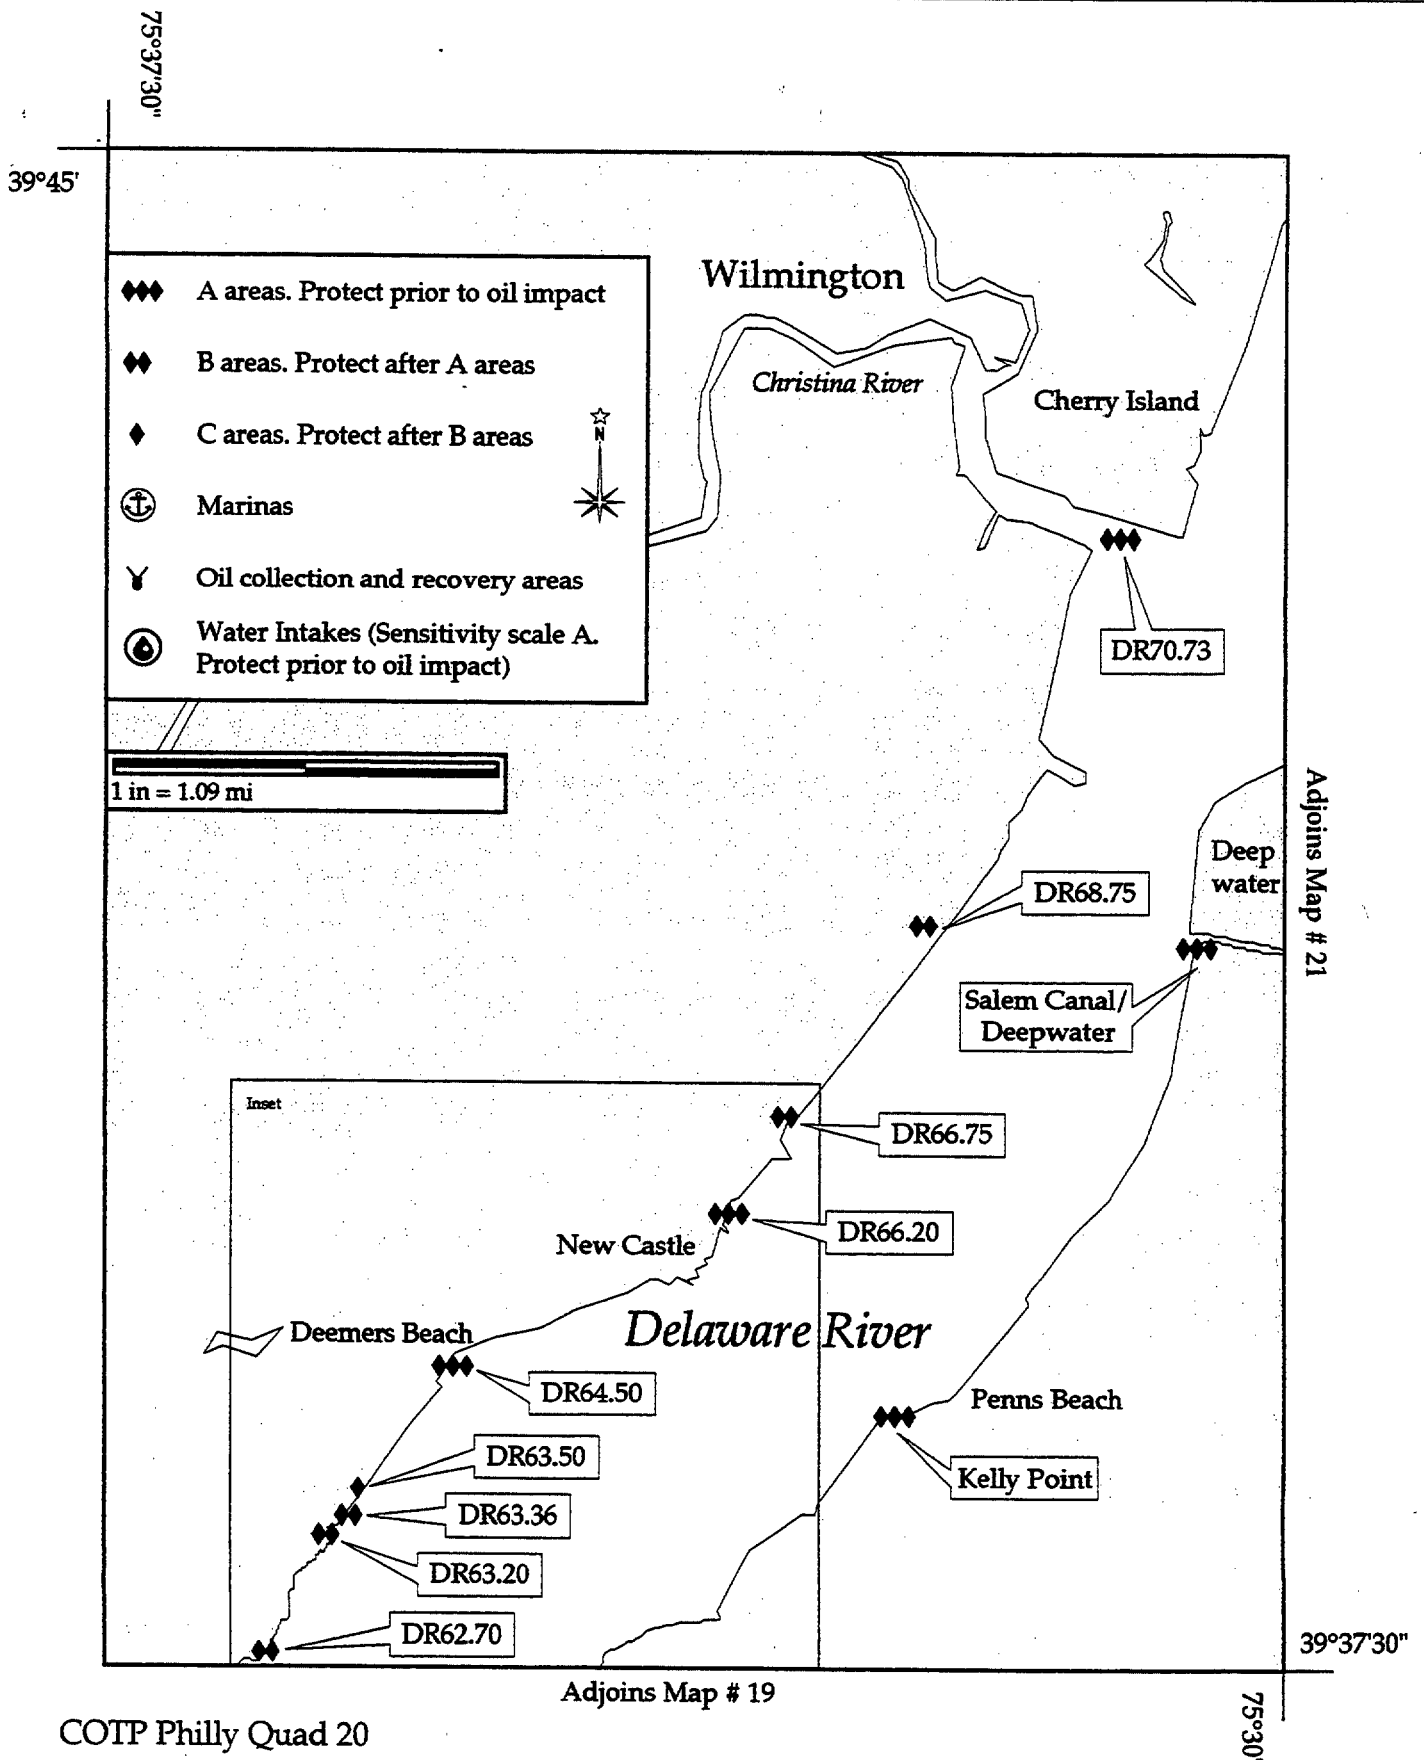 75°37'30"
39°45'
Wilmington
A areas. Protect prior to oil impact
B areas. Protect after A areas
C areas. Protect after B areas
N
Marinas
Oil collection and recovery areas
Water Intakes (Sensitivity scale A.
Protect prior to oil impact)
Christina River
Cherry Island
DR70.73
1 in = 1.09 mi
Adjoins Map # 21
Deep
water
DR68.75
Salem Canal/
Deepwater
Inset
DR66.75
DR66.20
New Castle
Delaware River
Deemers Beach
DR64.50
Penns Beach
DR63.50
Kelly Point
DR63.36
DR63.20
DR62.70
39°37'30"
Adjoins Map # 19
75°30'
COTP Philly Quad 20